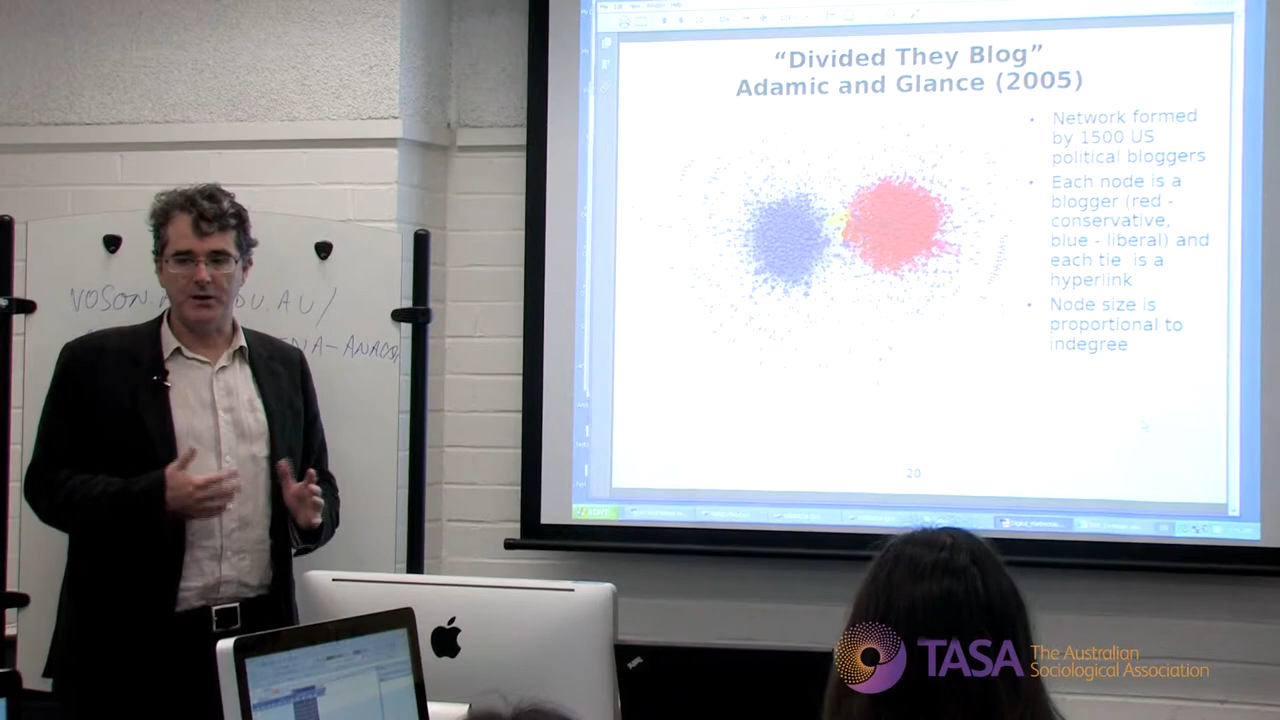 "Divided They Blog"
Adamic and Glance (2005)
• Network formed
by 1500 US
political bloggers
• Each node is a
blogger (red -
conservative,
blue - liberal) and
each tie is a
hyperlink
• Node size is
proportional to
indegree
20
VOSON. DU.AU/
TASA The Australian
Sociological Association